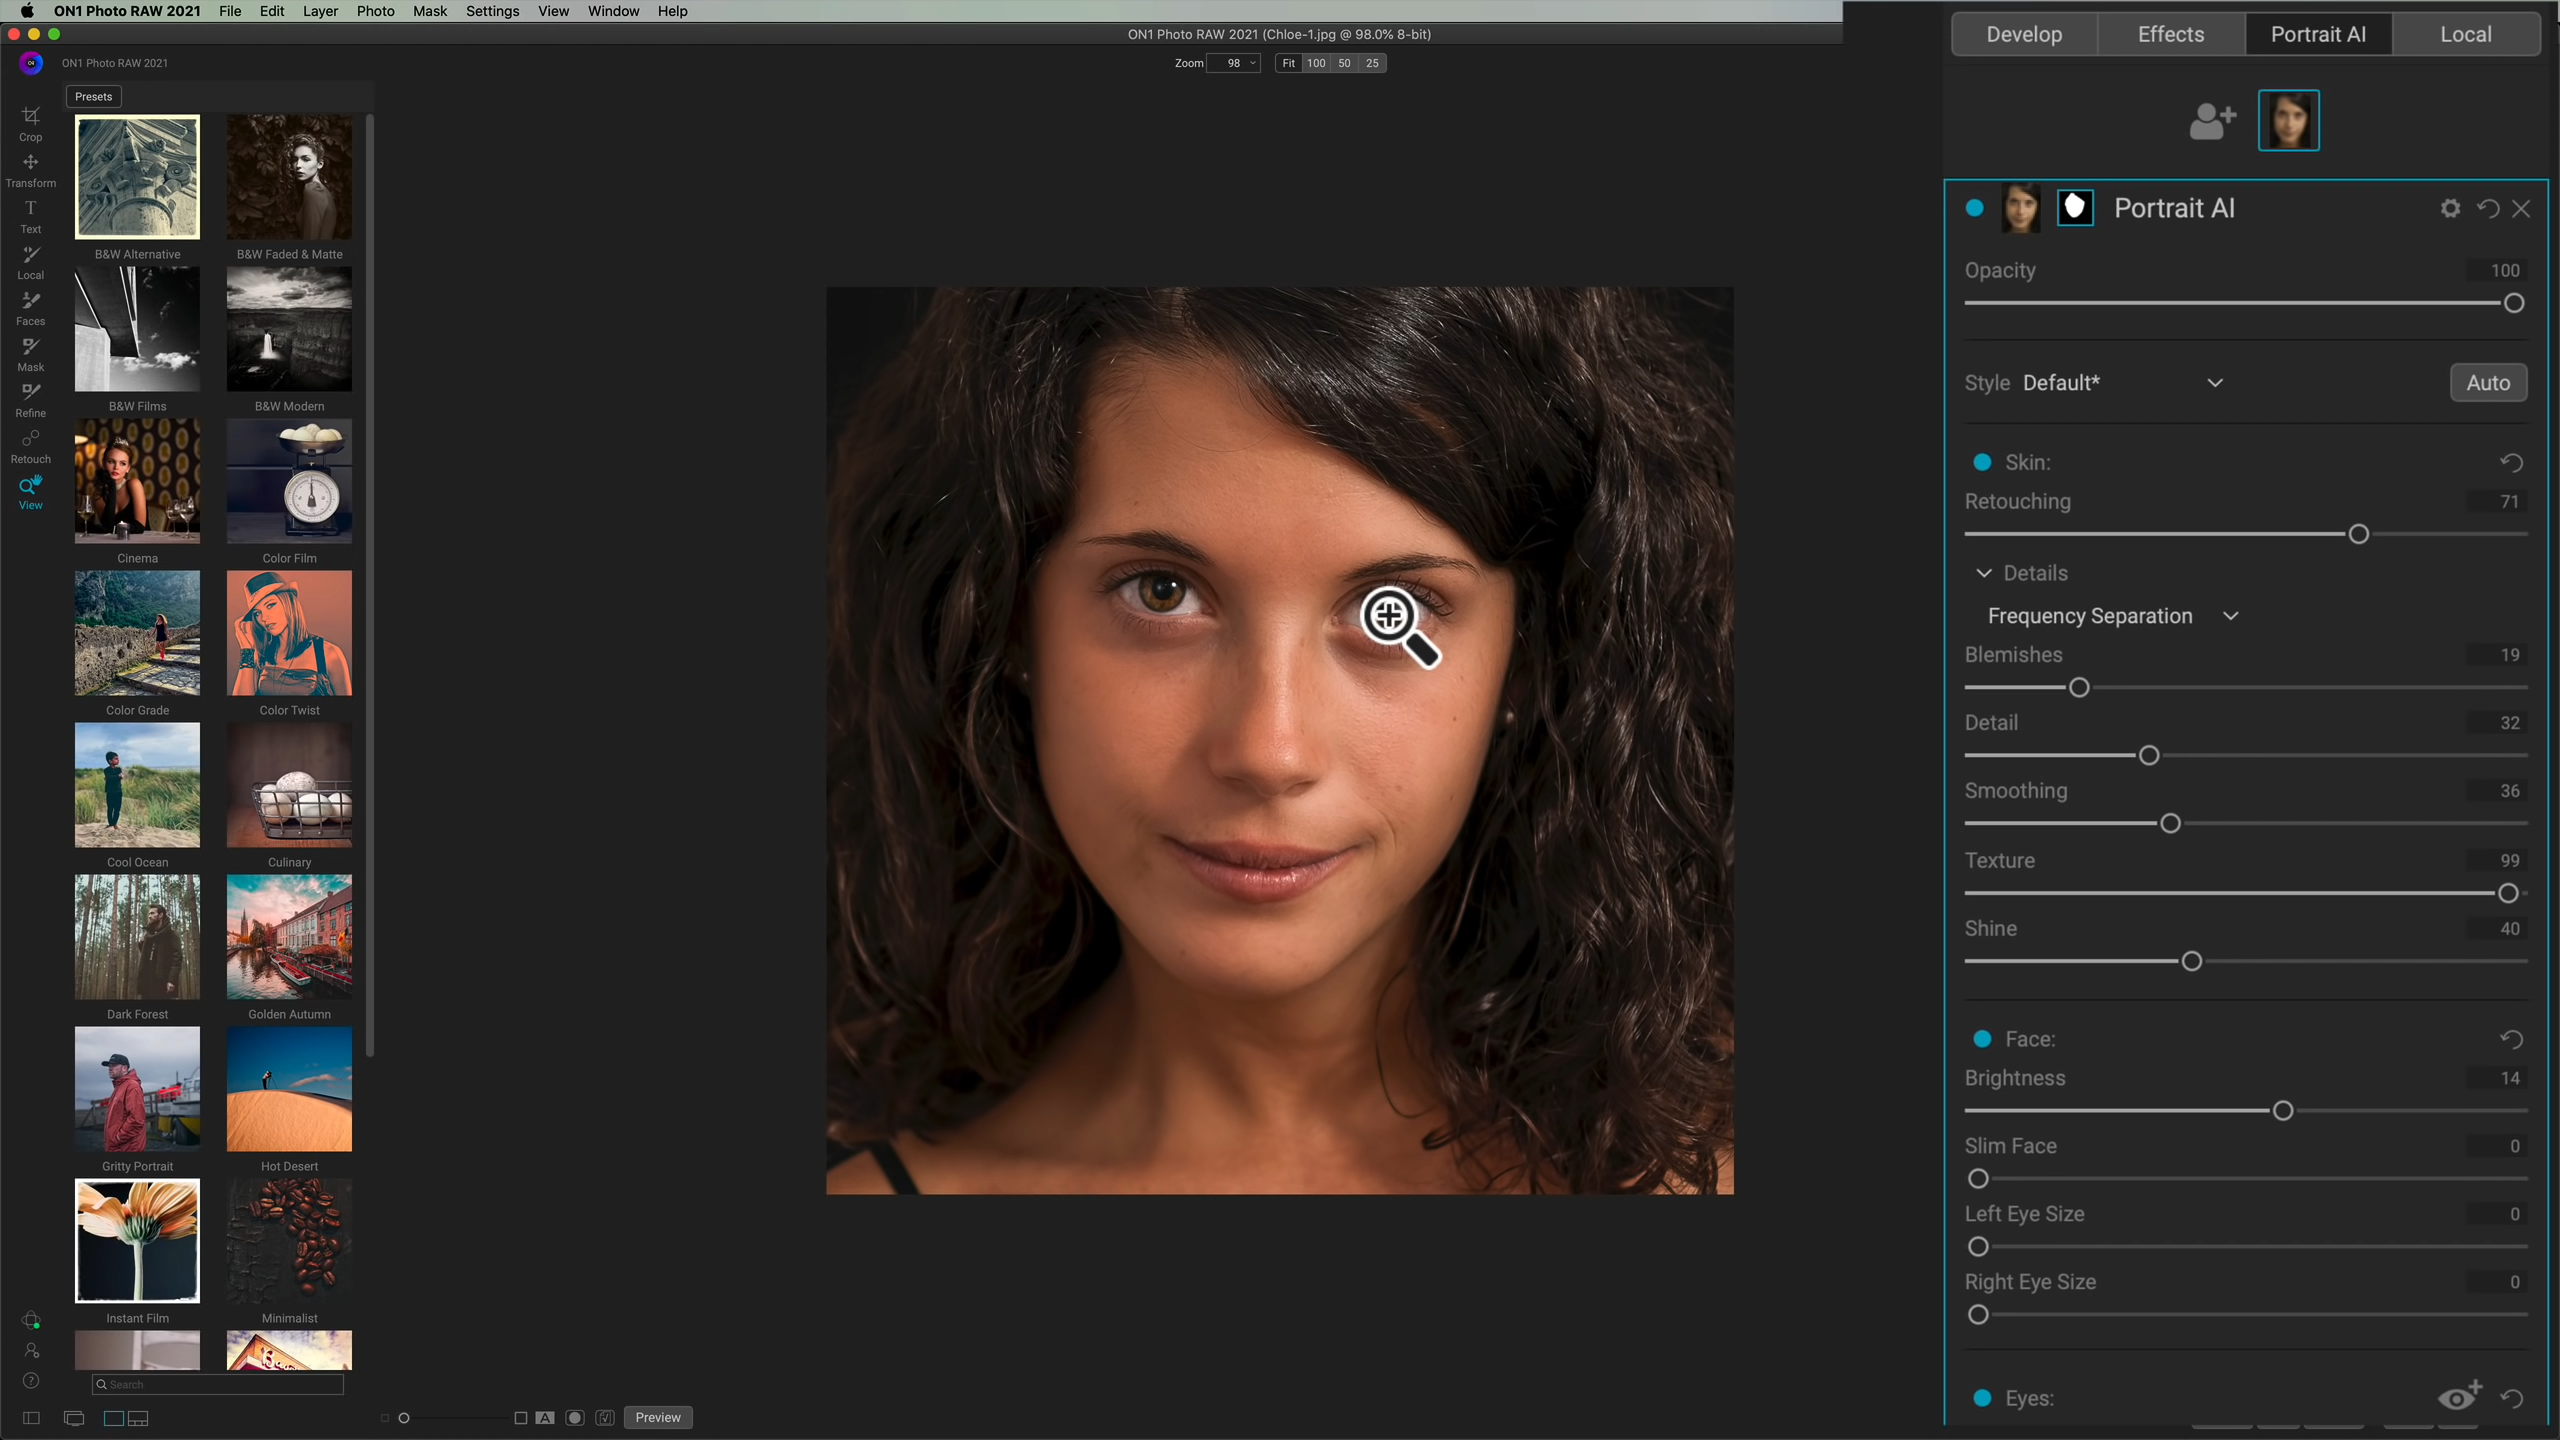 ON1 Photo RAW 2021 File Edit Layer Photo Mask Settings View Window Help
ON1 Photo RAW 2021 (Chloe-1.jpg @ 98.0% 8-bit)
ON1 Photo RAW 2021
Zoom 98 Fit 100 50 25
Presets
Crop
Transform
Text
Local
Faces
Mask
Refine
Retouch
View
B&W Alternative B&W Faded & Matte
B&W Films B&W Modern
Cinema Color Film
Color Grade Color Twist
Cool Ocean Culinary
Dark Forest Golden Autumn
Gritty Portrait Hot Desert
Instant Film Minimalist
Search
A
Preview
Develop Effects Portrait AI Local
Portrait AI
Opacity 100
Style Default* Auto
Skin:
Retouching 71
Details
Frequency Separation
Blemishes 19
Detail 32
Smoothing 36
Texture 99
Shine 40
Face:
Brightness 14
Slim Face 0
Left Eye Size 0
Right Eye Size 0
Eyes: